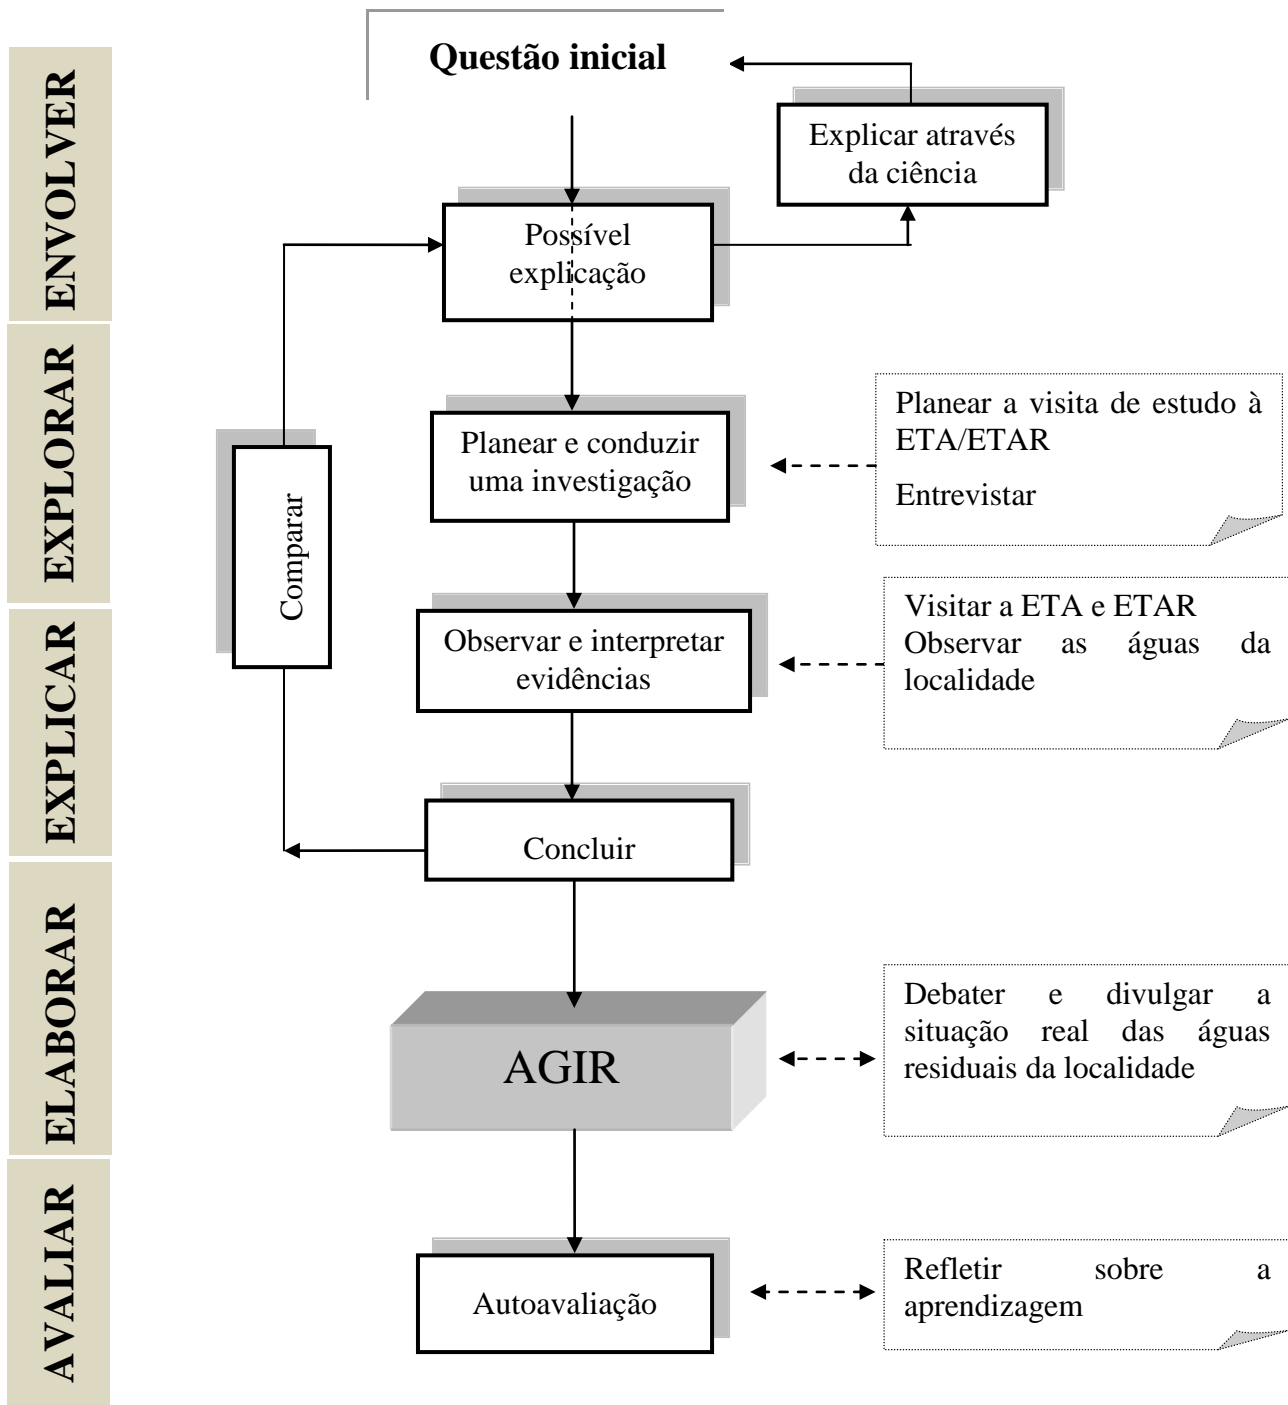 ENVOLVER
Questão inicial
Explicar através
da ciência
Possível
explicação
EXPLORAR
Planear e conduzir
uma investigação
Planear a visita de estudo à
ETA/ETAR
Entrevistar
Comparar
EXPLICAR
Observar e interpretar
evidências
Visitar a ETA e ETAR
Observar as águas da
localidade
Concluir
ELABORAR
AGIR
Debater e divulgar a
situação real das águas
residuais da localidade
AVALIAR
Autoavaliação
Refletir sobre a
aprendizagem